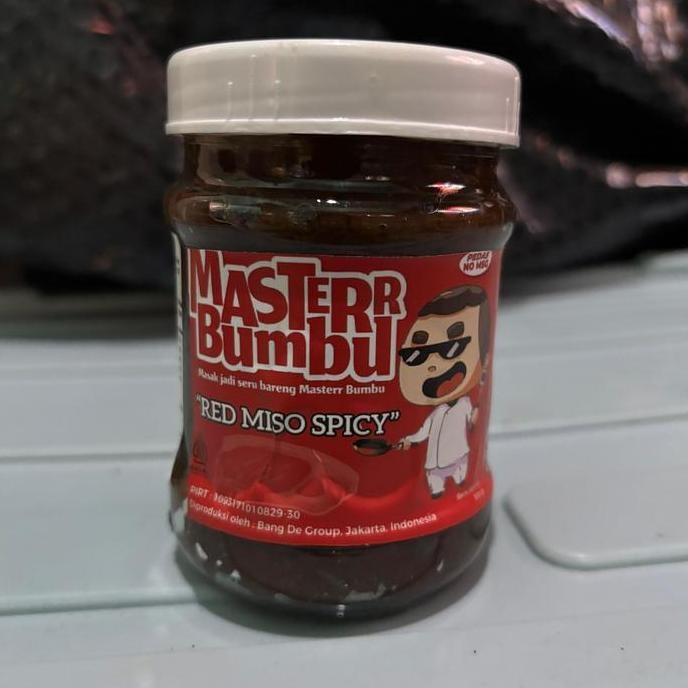 PEDAS
NO MSG
MASTERR
Bumbu
Masak jadi seru bareng Masterr Bumbu
"RED MISO SPICY"
PIRT : 1093171010829-30
Diproduksi oleh : Bang De Group, Jakarta, Indonesia